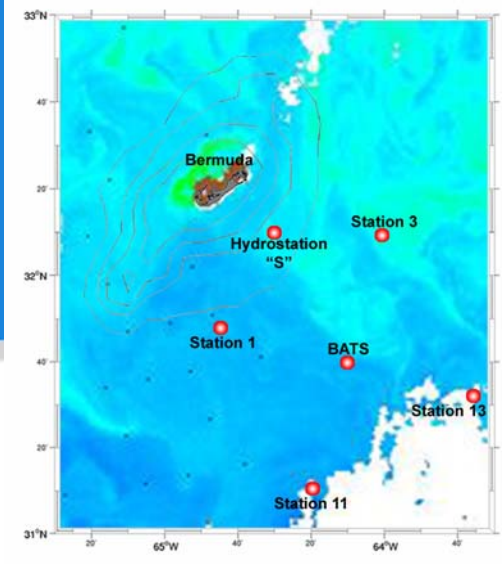 33°N
40'
Bermuda
20'
Station 3
Hydrostation
"S"
32°N
Station 1
BATS
40'
Station 13
20'
Station 11
31°N
20'
65°W
40'
20'
64°W
20'